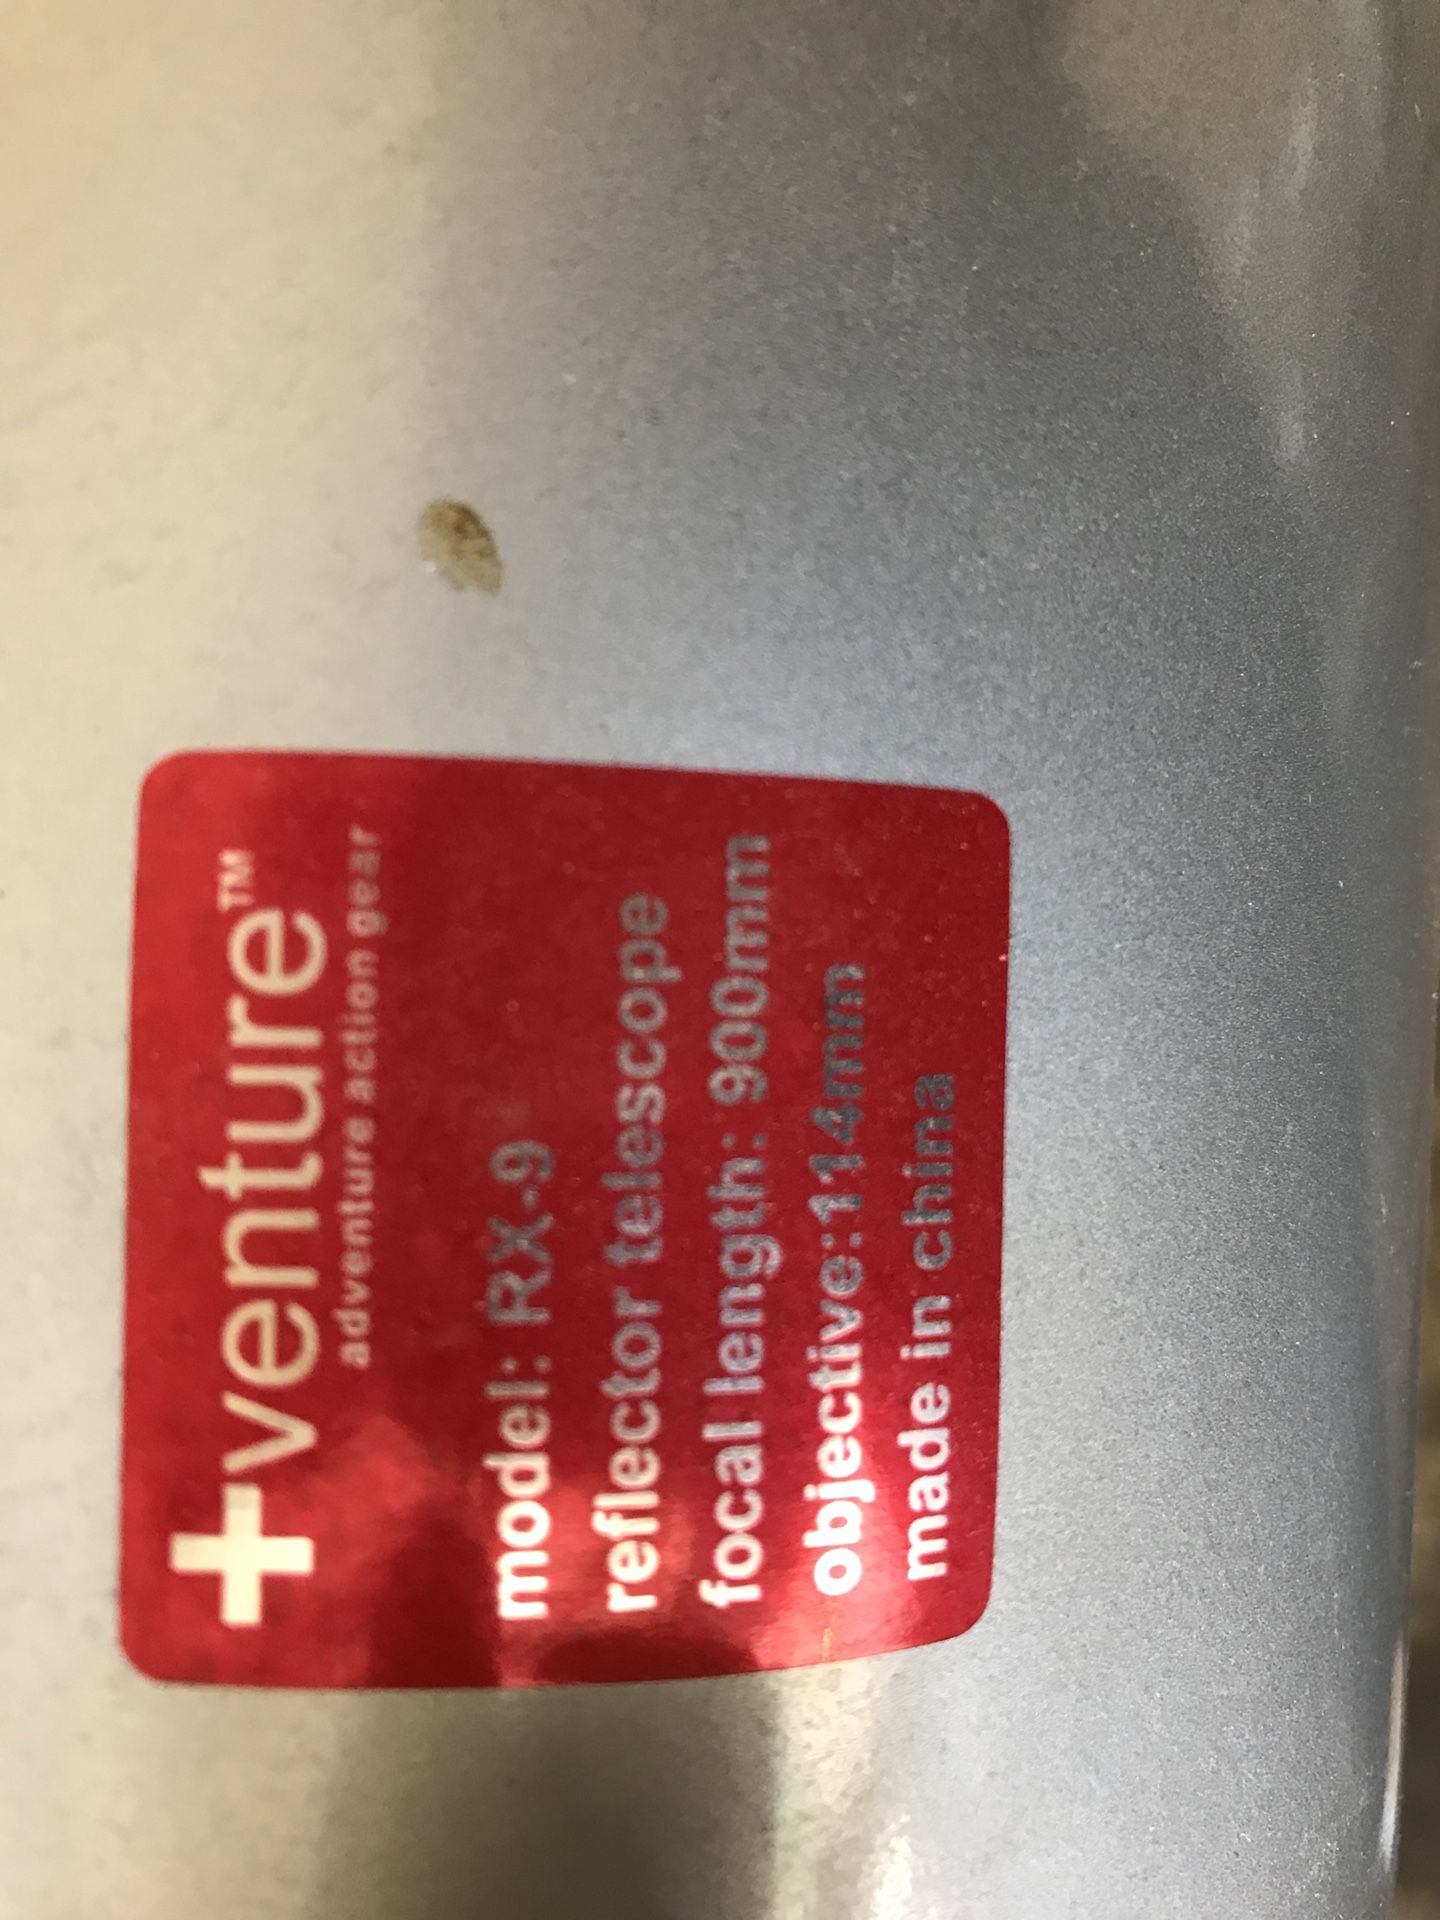 +venture™
adventure action gear
model: RX-9
reflector telescope
focal length: 900mm
objective:114mm
made in china